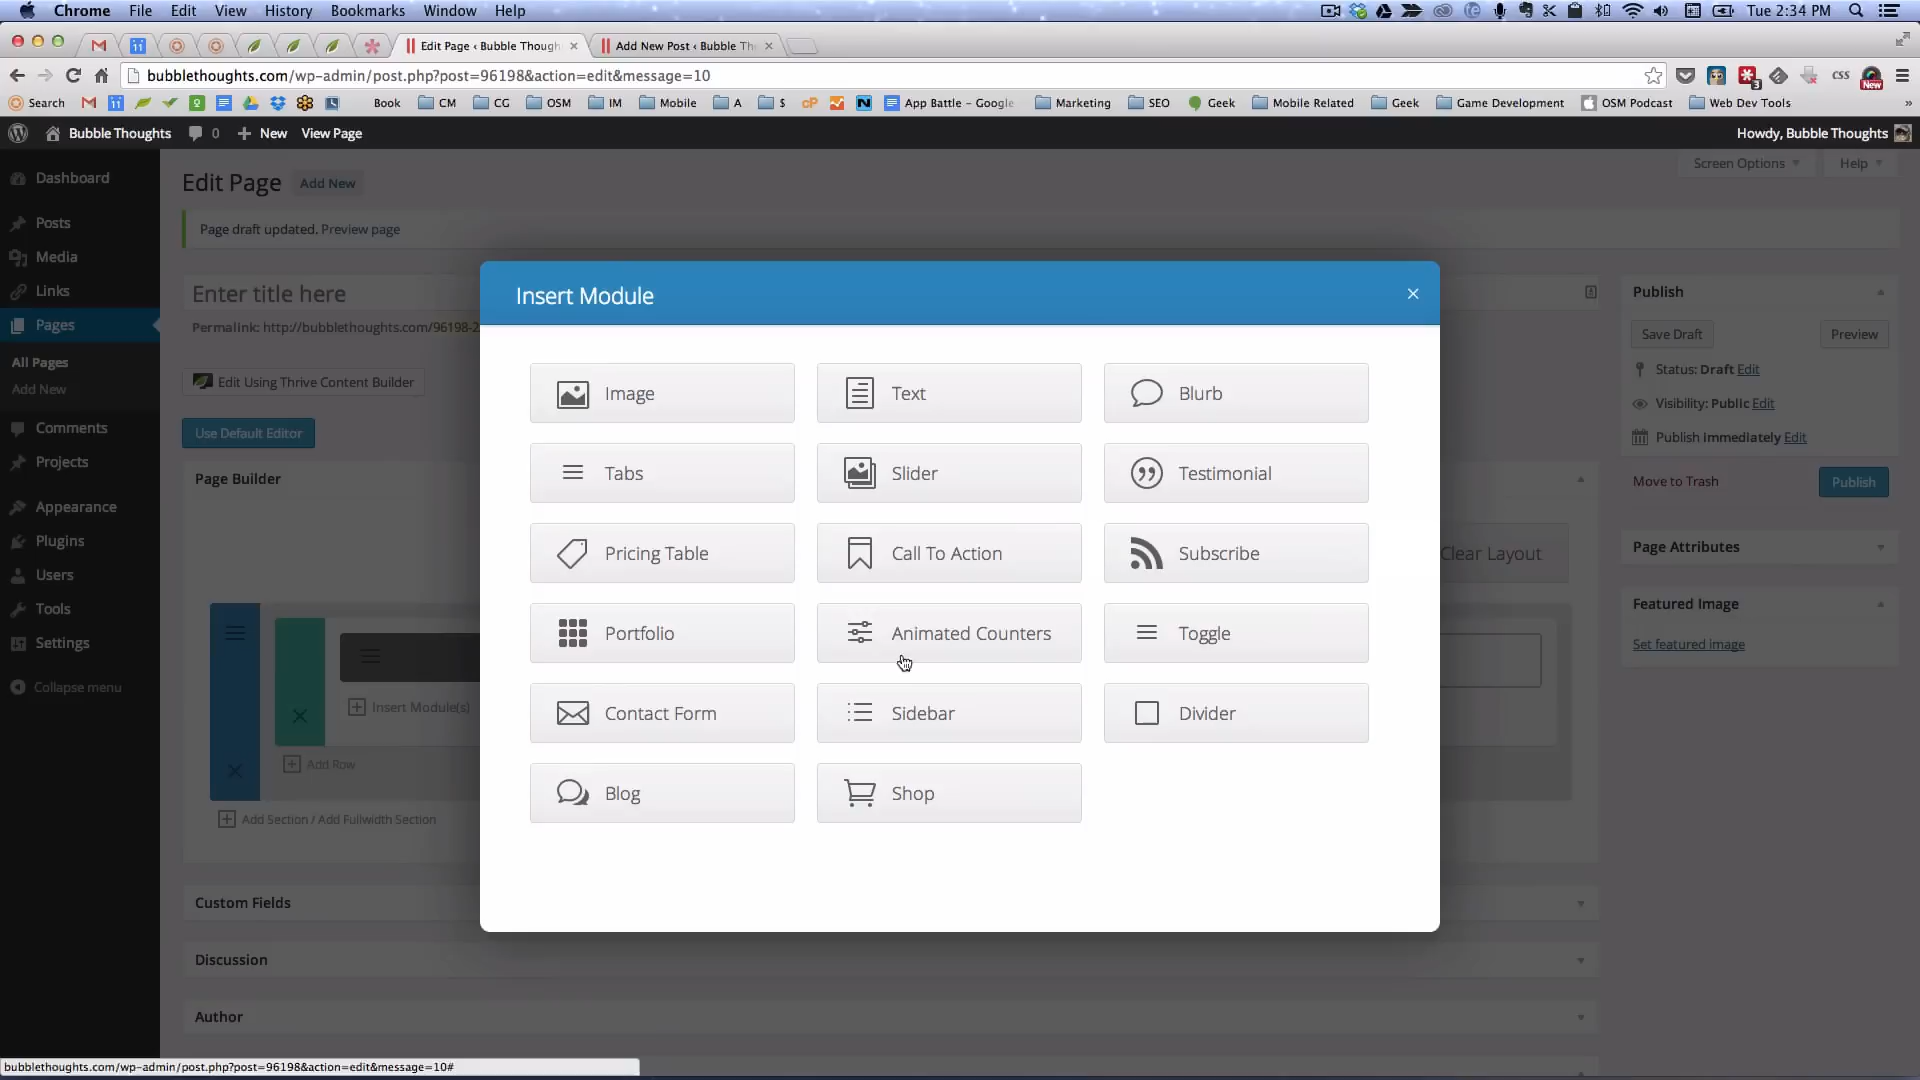 Chrome File Edit View History Bookmarks Window Help Tue 2:34 PM
Edit Page ‹ Bubble Though Add New Post ‹ Bubble Th
bubblethoughts.com/wp-admin/post.php?post=96198&action=edit&message=10 3 CSS New
Search Book CM CG OSM IM Mobile A $ cP N App Battle – Google Marketing SEO Geek Mobile Related Geek Game Development OSM Podcast Web Dev Tools »
Bubble Thoughts 0 New View Page Howdy, Bubble Thoughts
Screen Options Help
Dashboard
Posts
Media
Links
Pages
All Pages
Add New
Comments
Projects
Appearance
Plugins
Users
Tools
Settings
Collapse menu
Edit Page Add New
Page draft updated. Preview page
Enter title here
Permalink: http://bubblethoughts.com/96198-2
Edit Using Thrive Content Builder
Use Default Editor
Page Builder
Clear Layout
Insert Module(s)
Add Row
Add Section / Add Fullwidth Section
Custom Fields
Discussion
Author
Insert Module
Image Text Blurb
Tabs Slider Testimonial
Pricing Table Call To Action Subscribe
Portfolio Animated Counters Toggle
Contact Form Sidebar Divider
Blog Shop
Publish
Save Draft Preview
Status: Draft Edit
Visibility: Public Edit
Publish Immediately Edit
Move to Trash Publish
Page Attributes
Featured Image
Set featured image
bubblethoughts.com/wp-admin/post.php?post=96198&action=edit&message=10#